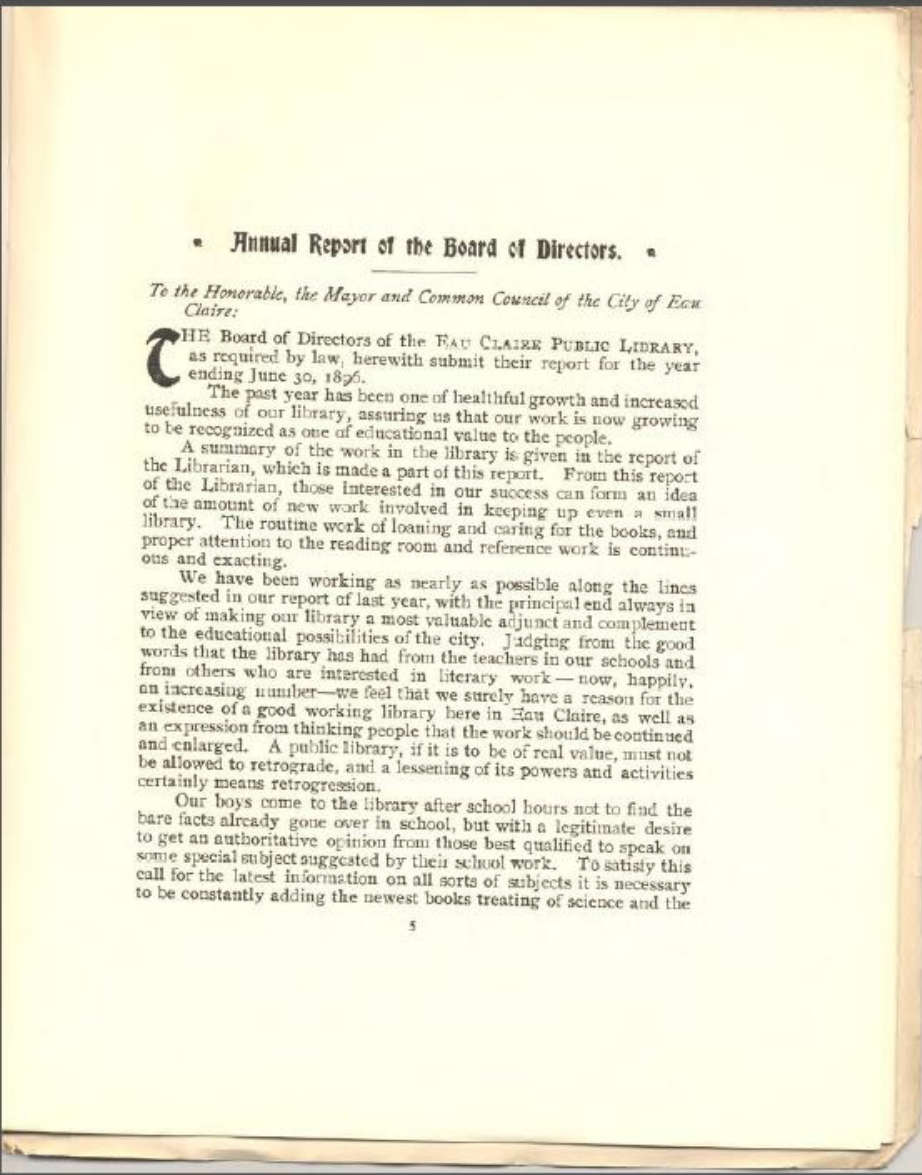 Annual Report of the Board of Directors.
To the Honorable, the Mayor and Common Council of the City of Eau
Claire:
THE Board of Directors of the EAU CLAIRE PUBLIC LIBRARY,
as required by law, herewith submit their report for the year
ending June 30, 1896.
The past year has been one of healthful growth and increased
usefulness of our library, assuring us that our work is now growing
to be recognized as one of educational value to the people.
A summary of the work in the library is given in the report of
the Librarian, which is made a part of this report. From this report
of the Librarian, those interested in our success can form an idea
of the amount of new work involved in keeping up even a small
library. The routine work of loaning and caring for the books, and
proper attention to the reading room and reference work is continu-
ous and exacting.
We have been working as nearly as possible along the lines
suggested in our report of last year, with the principal end always in
view of making our library a most valuable adjunct and complement
to the educational possibilities of the city. Judging from the good
words that the library has had from the teachers in our schools and
from others who are interested in literary work — now, happily,
an increasing number—we feel that we surely have a reason for the
existence of a good working library here in Eau Claire, as well as
an expression from thinking people that the work should be continued
and enlarged. A public library, if it is to be of real value, must not
be allowed to retrograde, and a lessening of its powers and activities
certainly means retrogression.
Our boys come to the library after school hours not to find the
bare facts already gone over in school, but with a legitimate desire
to get an authoritative opinion from those best qualified to speak on
some special subject suggested by their school work. To satisfy this
call for the latest information on all sorts of subjects it is necessary
to be constantly adding the newest books treating of science and the
5